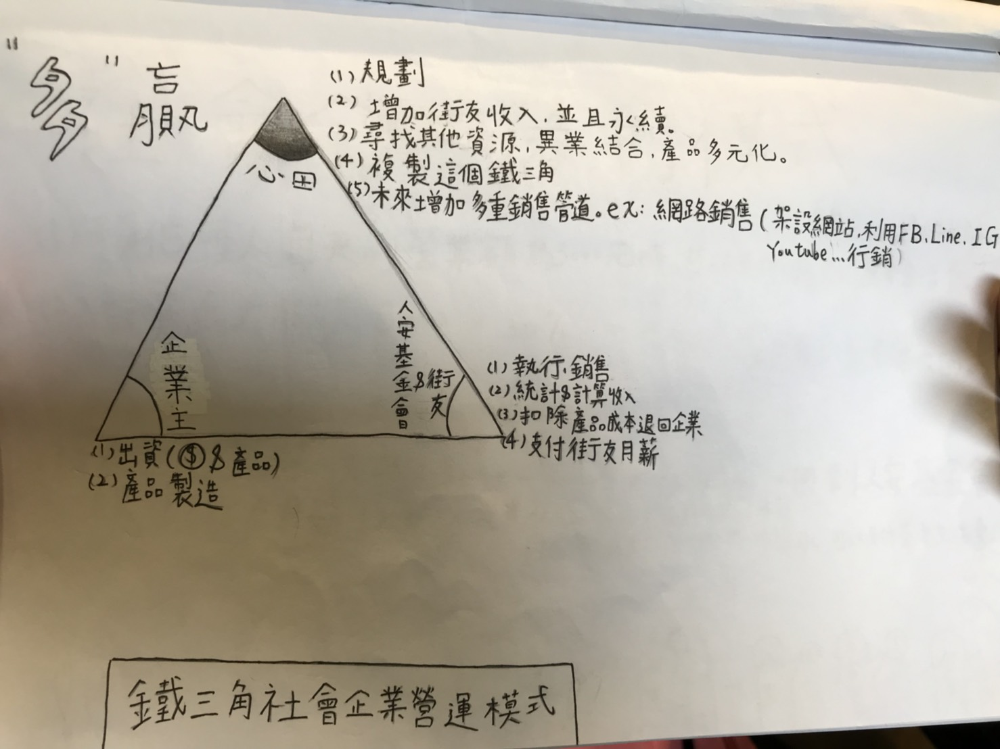 "多"贏
(1) 規劃
(2) 增加街友收入,並且永續。
(3) 尋找其他資源,異業結合,產品多元化。
(4) 複製這個鐵三角
(5) 未來增加多重銷售管道。ex: 網路銷售(架設網站,利用FB、Line、IG
Youtube...行銷)
心田
企業主
人安基金會&街友
(1) 執行、銷售
(2) 統計&計算收入
(3) 扣除產品成本退回企業
(4) 支付街友月薪
(1) 出資($&產品)
(2) 產品製造
鐵三角社會企業營運模式